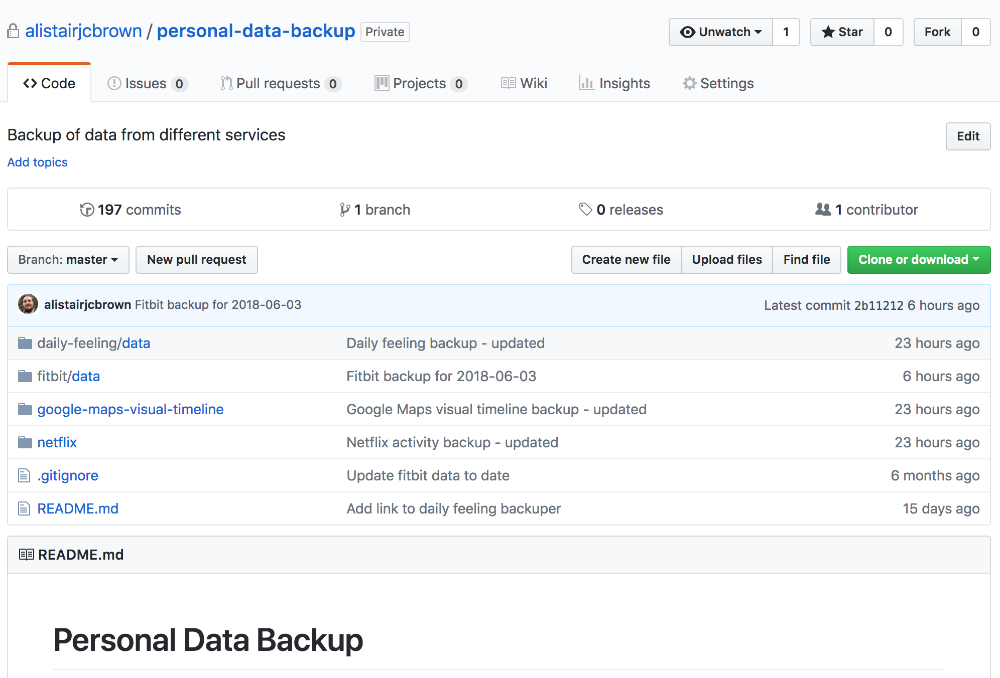 alistairjcbrown / personal-data-backup Private Unwatch 1 Star 0 Fork 0
Code Issues 0 Pull requests 0 Projects 0 Wiki Insights Settings
Backup of data from different services Edit
Add topics
197 commits 1 branch 0 releases 1 contributor
Branch: master New pull request Create new file Upload files Find file Clone or download
alistairjcbrown Fitbit backup for 2018-06-03 Latest commit 2b11212 6 hours ago
daily-feeling/data Daily feeling backup - updated 23 hours ago
fitbit/data Fitbit backup for 2018-06-03 6 hours ago
google-maps-visual-timeline Google Maps visual timeline backup - updated 23 hours ago
netflix Netflix activity backup - updated 23 hours ago
.gitignore Update fitbit data to date 6 months ago
README.md Add link to daily feeling backuper 15 days ago
README.md
Personal Data Backup